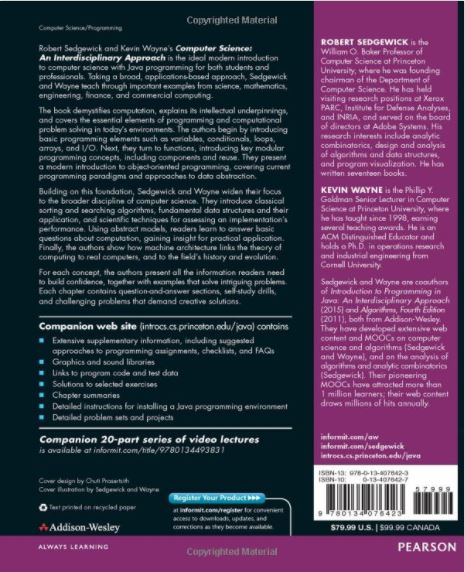 Copyrighted Material
Computer Science/Programming
Robert Sedgewick and Kevin Wayne's Computer Science:
An Interdisciplinary Approach is the ideal modern introduction
to computer science with Java programming for both students and
professionals. Taking a broad, applications-based approach, Sedgewick
and Wayne teach through important examples from science, mathematics,
engineering, finance, and commercial computing.
The book demystifies computation, explains its intellectual underpinnings,
and covers the essential elements of programming and computational
problem solving in today's environments. The authors begin by introducing
basic programming elements such as variables, conditionals, loops,
arrays, and I/O. Next, they turn to functions, introducing key modular
programming concepts, including components and reuse. They present
a modern introduction to object-oriented programming, covering current
programming paradigms and approaches to data abstraction.
Building on this foundation, Sedgewick and Wayne widen their focus
to the broader discipline of computer science. They introduce classical
sorting and searching algorithms, fundamental data structures and their
application, and scientific techniques for assessing an implementation's
performance. Using abstract models, readers learn to answer basic
questions about computation, gaining insight for practical application.
Finally, the authors show how machine architecture links the theory of
computing to real computers, and to the field's history and evolution.
For each concept, the authors present all the information readers need
to build confidence, together with examples that solve intriguing problems.
Each chapter contains question-and-answer sections, self-study drills,
and challenging problems that demand creative solutions.
Companion web site (introcs.cs.princeton.edu/java) contains
Extensive supplementary information, including suggested
approaches to programming assignments, checklists, and FAQs
Graphics and sound libraries
Links to program code and test data
Solutions to selected exercises
Chapter summaries
Detailed instructions for installing a Java programming environment
Detailed problem sets and projects
Companion 20-part series of video lectures
is available at informit.com/title/9780134493831
Cover design by Chuti Prasertsith
Cover illustration by Sedgewick and Wayne
Text printed on recycled paper
Addison-Wesley
Register Your Product
at informit.com/register for convenient
access to downloads, updates, and
corrections as they become available.
ROBERT SEDGEWICK is the
William O. Baker Professor of
Computer Science at Princeton
University, where he was founding
chairman of the Department of
Computer Science. He has held
visiting research positions at Xerox
PARC, Institute for Defense Analyses,
and INRIA, and served on the board
of directors at Adobe Systems. His
research interests include analytic
combinatorics, design and analysis
of algorithms and data structures,
and program visualization. He has
written seventeen books.
KEVIN WAYNE is the Phillip Y.
Goldman Senior Lecturer in Computer
Science at Princeton University, where
he has taught since 1998, earning
several teaching awards. He is an
ACM Distinguished Educator and
holds a Ph.D. in operations research
and industrial engineering from
Cornell University.
Sedgewick and Wayne are coauthors
of Introduction to Programming in
Java: An Interdisciplinary Approach
(2015) and Algorithms, Fourth Edition
(2011), both from Addison-Wesley.
They have developed extensive web
content and MOOCs on computer
science and algorithms (Sedgewick
and Wayne), and on the analysis of
algorithms and analytic combinatorics
(Sedgewick). Their pioneering
MOOCs have attracted more than
1 million learners; their web content
draws millions of hits annually.
informit.com/aw
informit.com/sedgewick
introcs.cs.princeton.edu/java
ISBN-13: 978-0-13-407642-3
ISBN-10: 0-13-407642-7
57999
9 780134 076423
$79.99 U.S. | $99.99 CANADA
ALWAYS LEARNING
Copyrighted Material
PEARSON